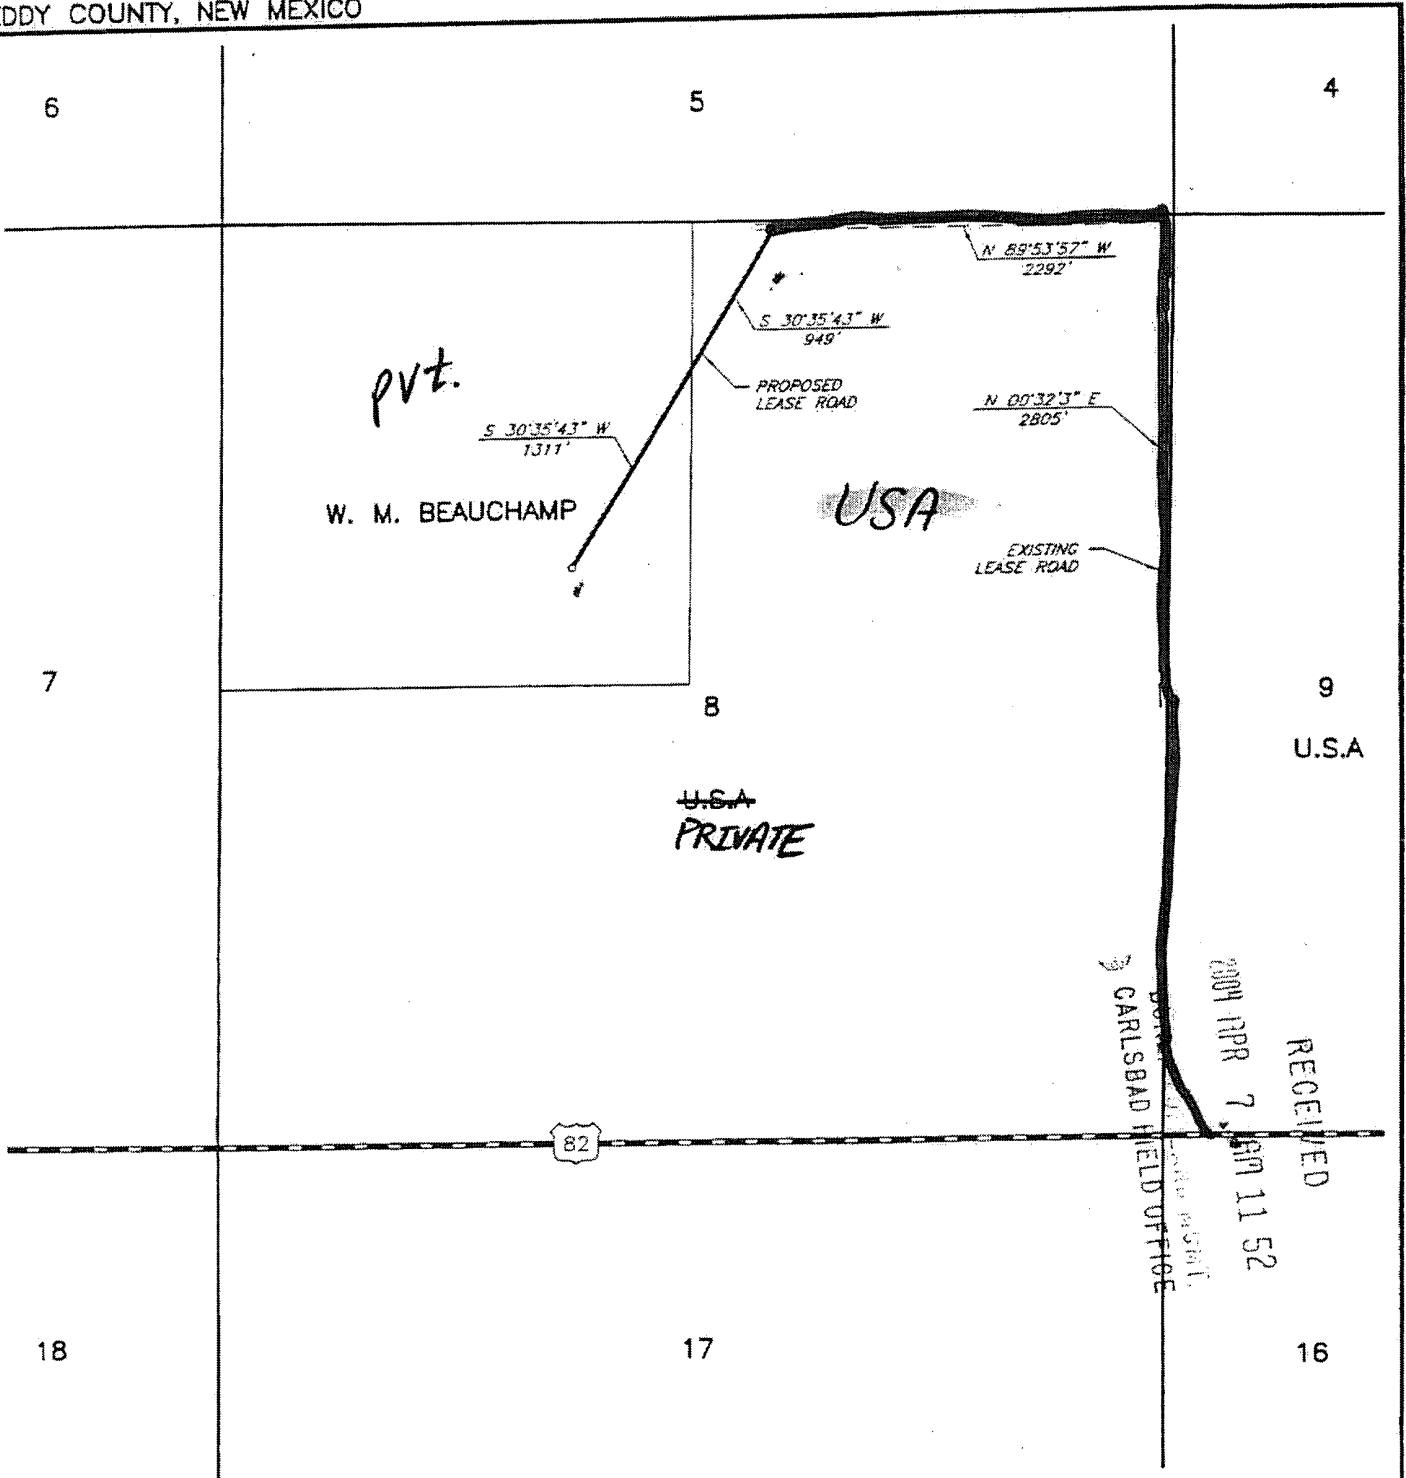 EDDY COUNTY, NEW MEXICO
6
5
4
N 89°53'57" W
2292'
S 30°35'43" W
949'
pvt.
PROPOSED
LEASE ROAD
N 00°32'3" E
2805'
S 30°35'43" W
1311'
W. M. BEAUCHAMP
USA
EXISTING
LEASE ROAD
7
8
9
U.S.A
U.S.A
PRIVATE
RECEIVED
2004 APR 7 AM 11 52
CARLSBAD FIELD OFFICE
82
18
17
16